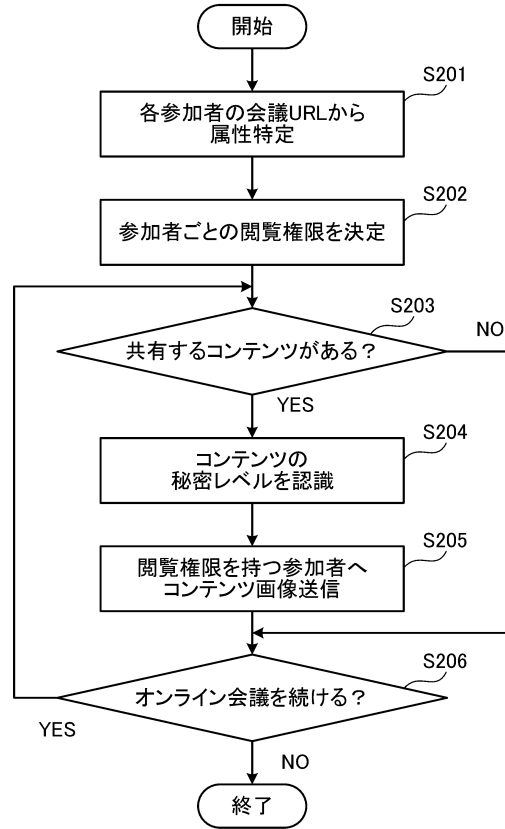 開始
S201
各参加者の会議URLから
属性特定
S202
参加者ごとの閲覧権限を決定
S203
共有するコンテンツがある？
NO
YES
S204
コンテンツの
秘密レベルを認識
S205
閲覧権限を持つ参加者へ
コンテンツ画像送信
S206
オンライン会議を続ける？
YES
NO
終了